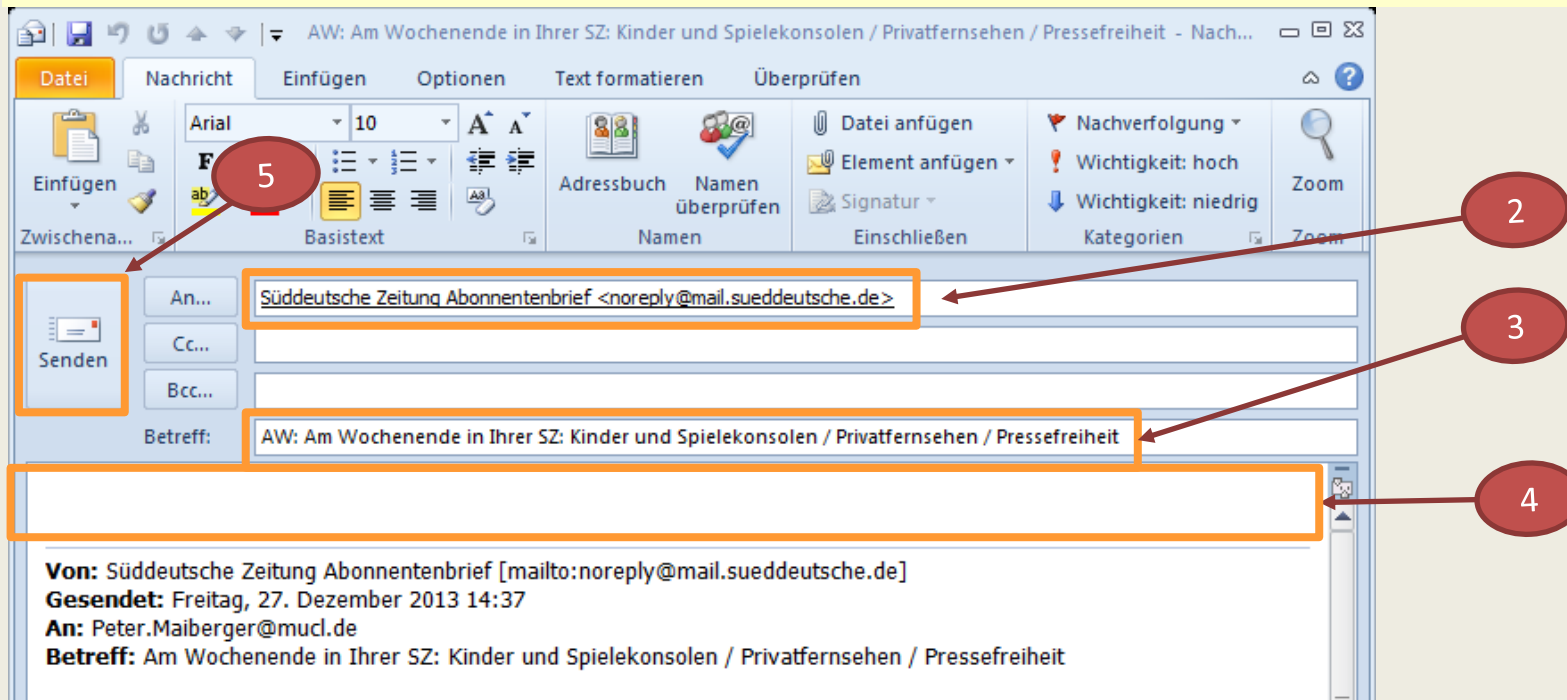 AW: Am Wochenende in Ihrer SZ: Kinder und Spielekonsolen / Privatfernsehen / Pressefreiheit - Nach...
Datei Nachricht Einfügen Optionen Text formatieren Überprüfen
Arial 10 A A Datei anfügen Nachverfolgung
F 5 Element anfügen Wichtigkeit: hoch
Einfügen ab Aa Adressbuch Namen überprüfen Signatur Wichtigkeit: niedrig Zoom
2
Zwischena... Basistext Namen Einschließen Kategorien Zoom
An... Süddeutsche Zeitung Abonnentenbrief <noreply@mail.sueddeutsche.de>
3
Senden Cc...
Bcc...
Betreff: AW: Am Wochenende in Ihrer SZ: Kinder und Spielekonsolen / Privatfernsehen / Pressefreiheit
4
Von: Süddeutsche Zeitung Abonnentenbrief [mailto:noreply@mail.sueddeutsche.de]
Gesendet: Freitag, 27. Dezember 2013 14:37
An: Peter.Maiberger@mucl.de
Betreff: Am Wochenende in Ihrer SZ: Kinder und Spielekonsolen / Privatfernsehen / Pressefreiheit